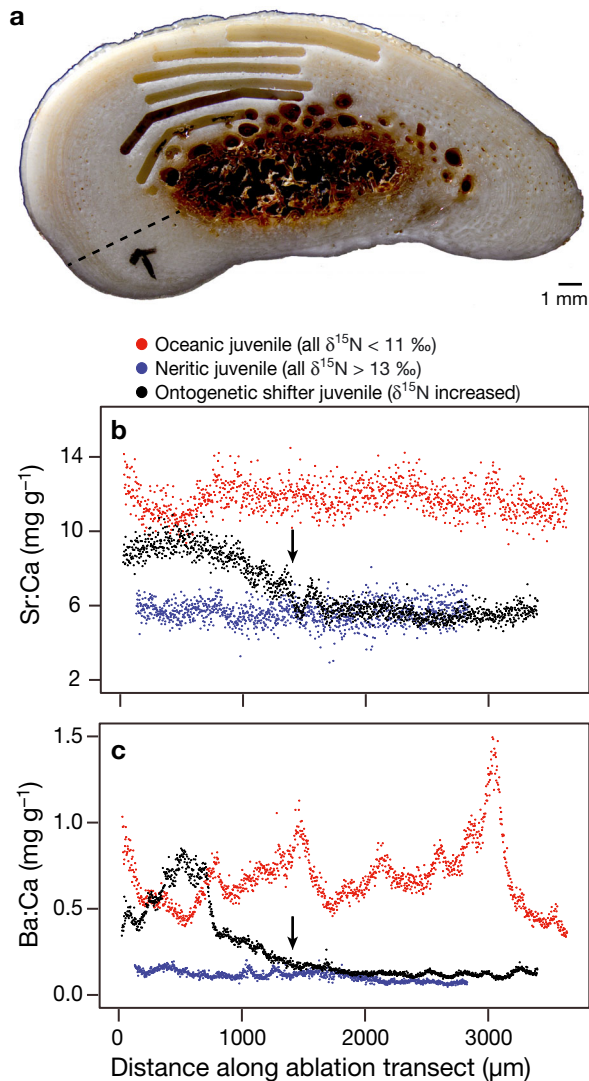 a
1 mm
Oceanic juvenile (all δ¹⁵N < 11 ‰)
Neritic juvenile (all δ¹⁵N > 13 ‰)
Ontogenetic shifter juvenile (δ¹⁵N increased)
b
14
10
6
2
Sr:Ca (mg g⁻¹)
c
1.5
1.0
0.5
0.0
Ba:Ca (mg g⁻¹)
0 1000 2000 3000
Distance along ablation transect (µm)